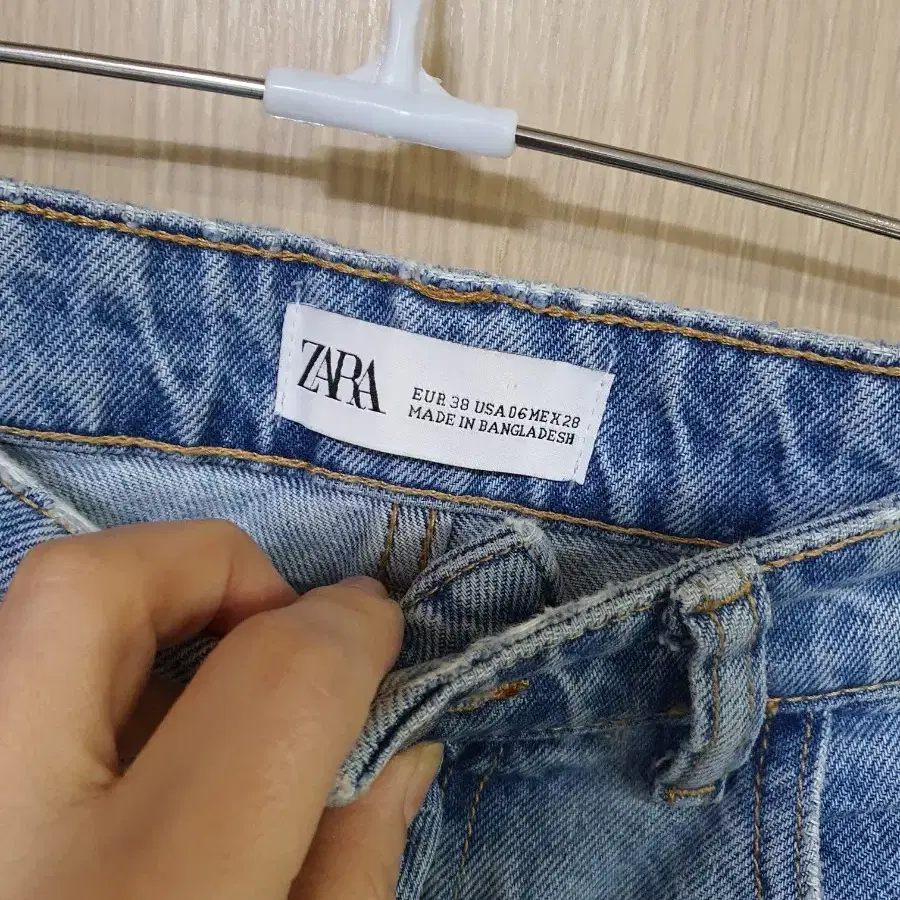 ZARA
EUR 38 USA 06 MEX 28
MADE IN BANGLADESH